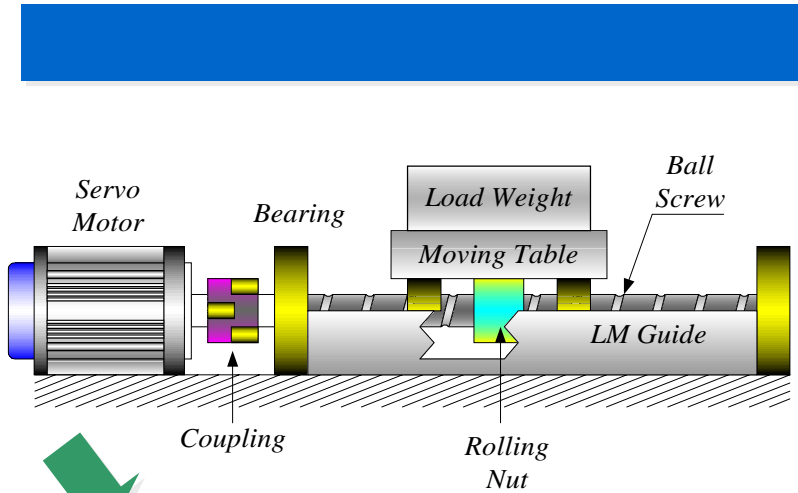 Servo
Motor
Bearing
Load Weight
Moving Table
Ball
Screw
LM Guide
Coupling
Rolling
Nut